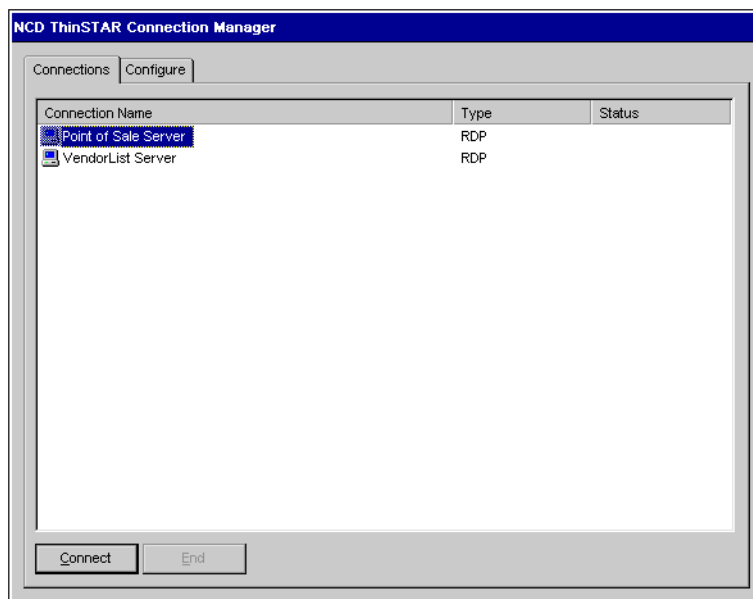 NCD ThinSTAR Connection Manager
Connections Configure
Connection Name Type Status
Point of Sale Server RDP
VendorList Server RDP
Connect End